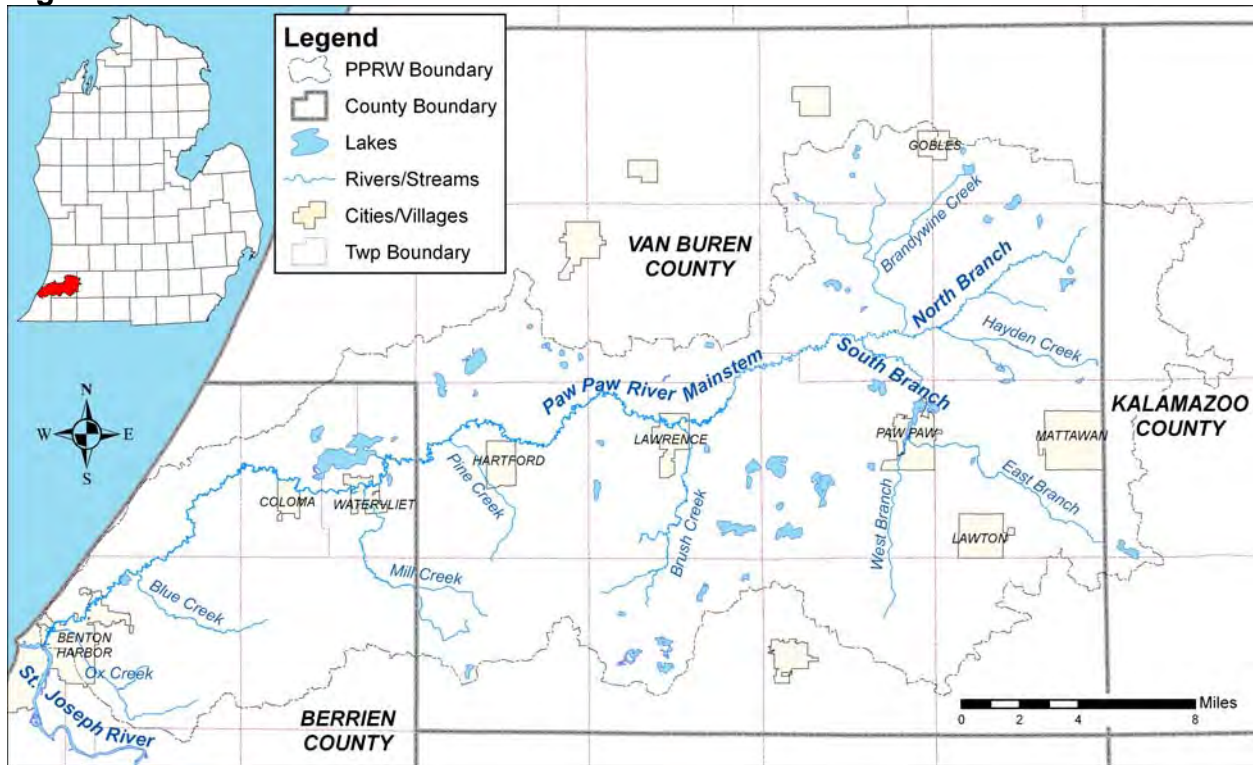 Legend
PPRW Boundary
County Boundary
Lakes
Rivers/Streams
Cities/Villages
Twp Boundary
GOBLES
Brandywine Creek
VAN BUREN
COUNTY
North Branch
Hayden Creek
South Branch
Paw Paw River Mainstem
KALAMAZOO
COUNTY
N
W
E
S
LAWRENCE
PAW PAW
MATTAWAN
HARTFORD
Pine Creek
East Branch
COLOMA
WATERVLIET
LAWTON
Brush Creek
West Branch
Mill Creek
Blue Creek
BENTON
HARBOR
Ox Creek
St. Joseph River
BERRIEN
COUNTY
Miles
0 2 4 8